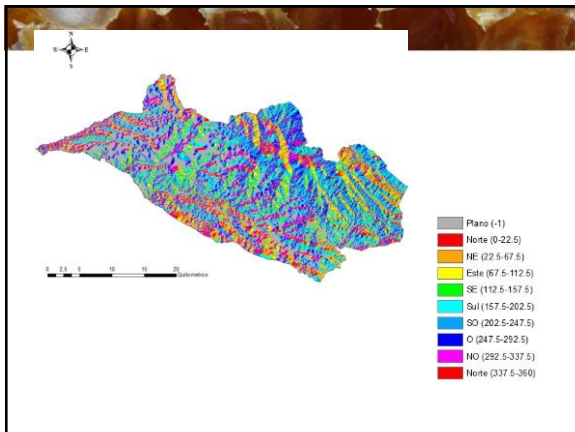 N
W E
S
0 2.5 5 10 15 20
Quilometros
Plano (-1)
Norte (0-22.5)
NE (22.5-67.5)
Este (67.5-112.5)
SE (112.5-157.5)
Sul (157.5-202.5)
SO (202.5-247.5)
O (247.5-292.5)
NO (292.5-337.5)
Norte (337.5-360)